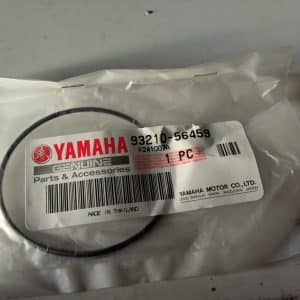 YAMAHA
93210-56459
GENUINE
Parts & Accessories
1 PC
MADE IN THAILAND
YAMAHA MOTOR CO.,LTD.